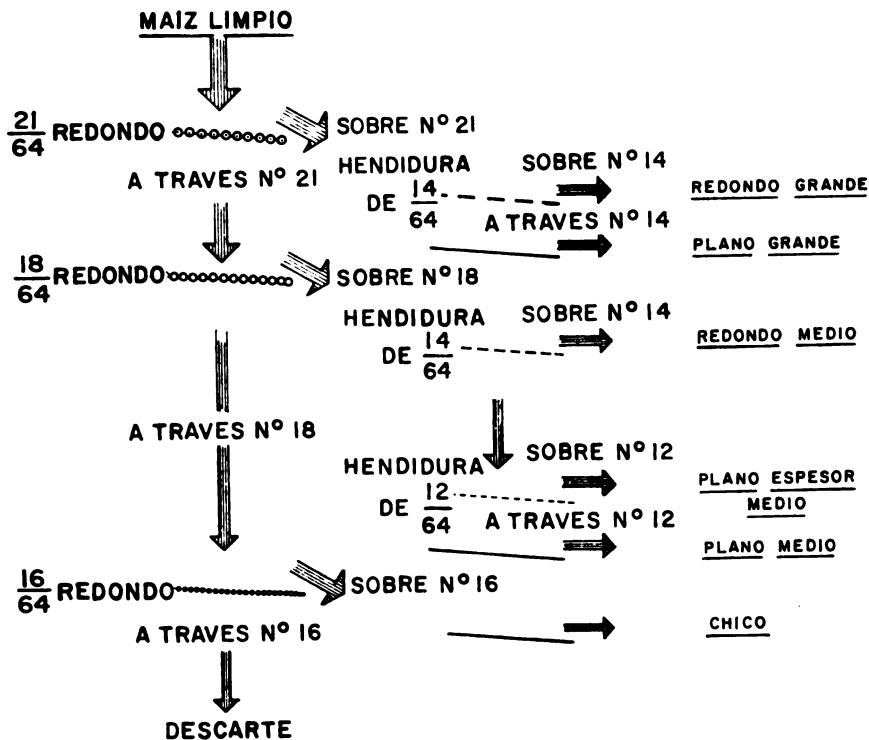 MAIZ LIMPIO
21/64 REDONDO
SOBRE Nº 21
A TRAVES Nº 21
HENDIDURA
DE 14/64
SOBRE Nº 14
REDONDO GRANDE
A TRAVES Nº 14
PLANO GRANDE
18/64 REDONDO
SOBRE Nº 18
HENDIDURA
DE 14/64
SOBRE Nº 14
REDONDO MEDIO
A TRAVES Nº 18
HENDIDURA
DE 12/64
SOBRE Nº 12
PLANO ESPESOR
MEDIO
A TRAVES Nº 12
PLANO MEDIO
16/64 REDONDO
SOBRE Nº 16
A TRAVES Nº 16
CHICO
DESCARTE